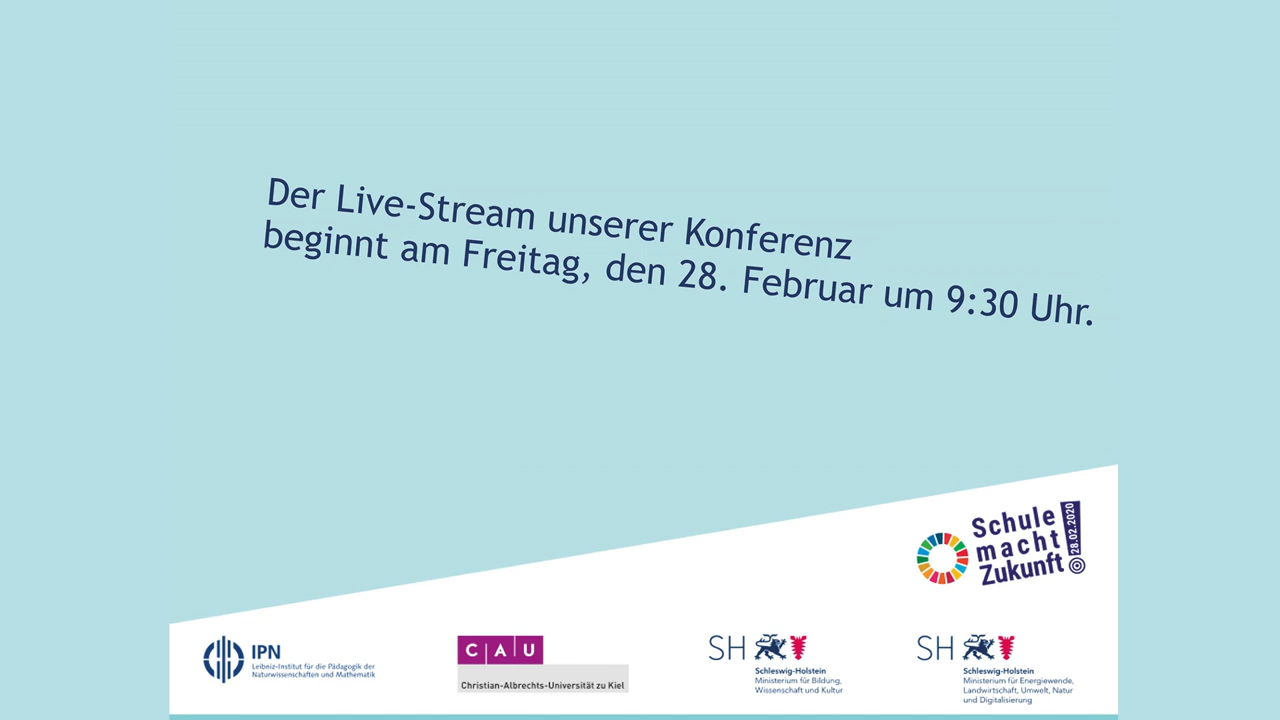 Der Live-Stream unserer Konferenz
beginnt am Freitag, den 28. Februar um 9:30 Uhr.
Schule
macht
Zukunft
28.02.2020
IPN
Leibniz-Institut für die Pädagogik der
Naturwissenschaften und Mathematik
CAU
Christian-Albrechts-Universität zu Kiel
SH
Schleswig-Holstein
Ministerium für Bildung,
Wissenschaft und Kultur
SH
Schleswig-Holstein
Ministerium für Energiewende,
Landwirtschaft, Umwelt, Natur
und Digitalisierung